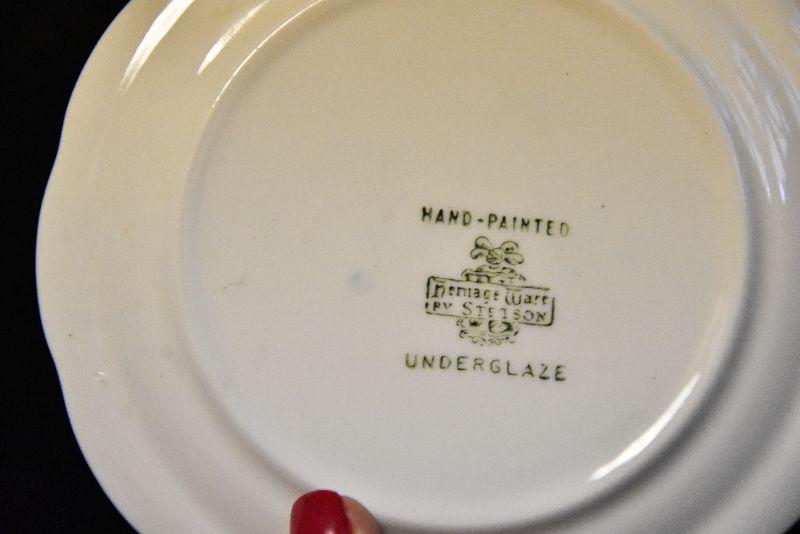 HAND-PAINTED
Heritage Ware
BY STETSON
UNDERGLAZE